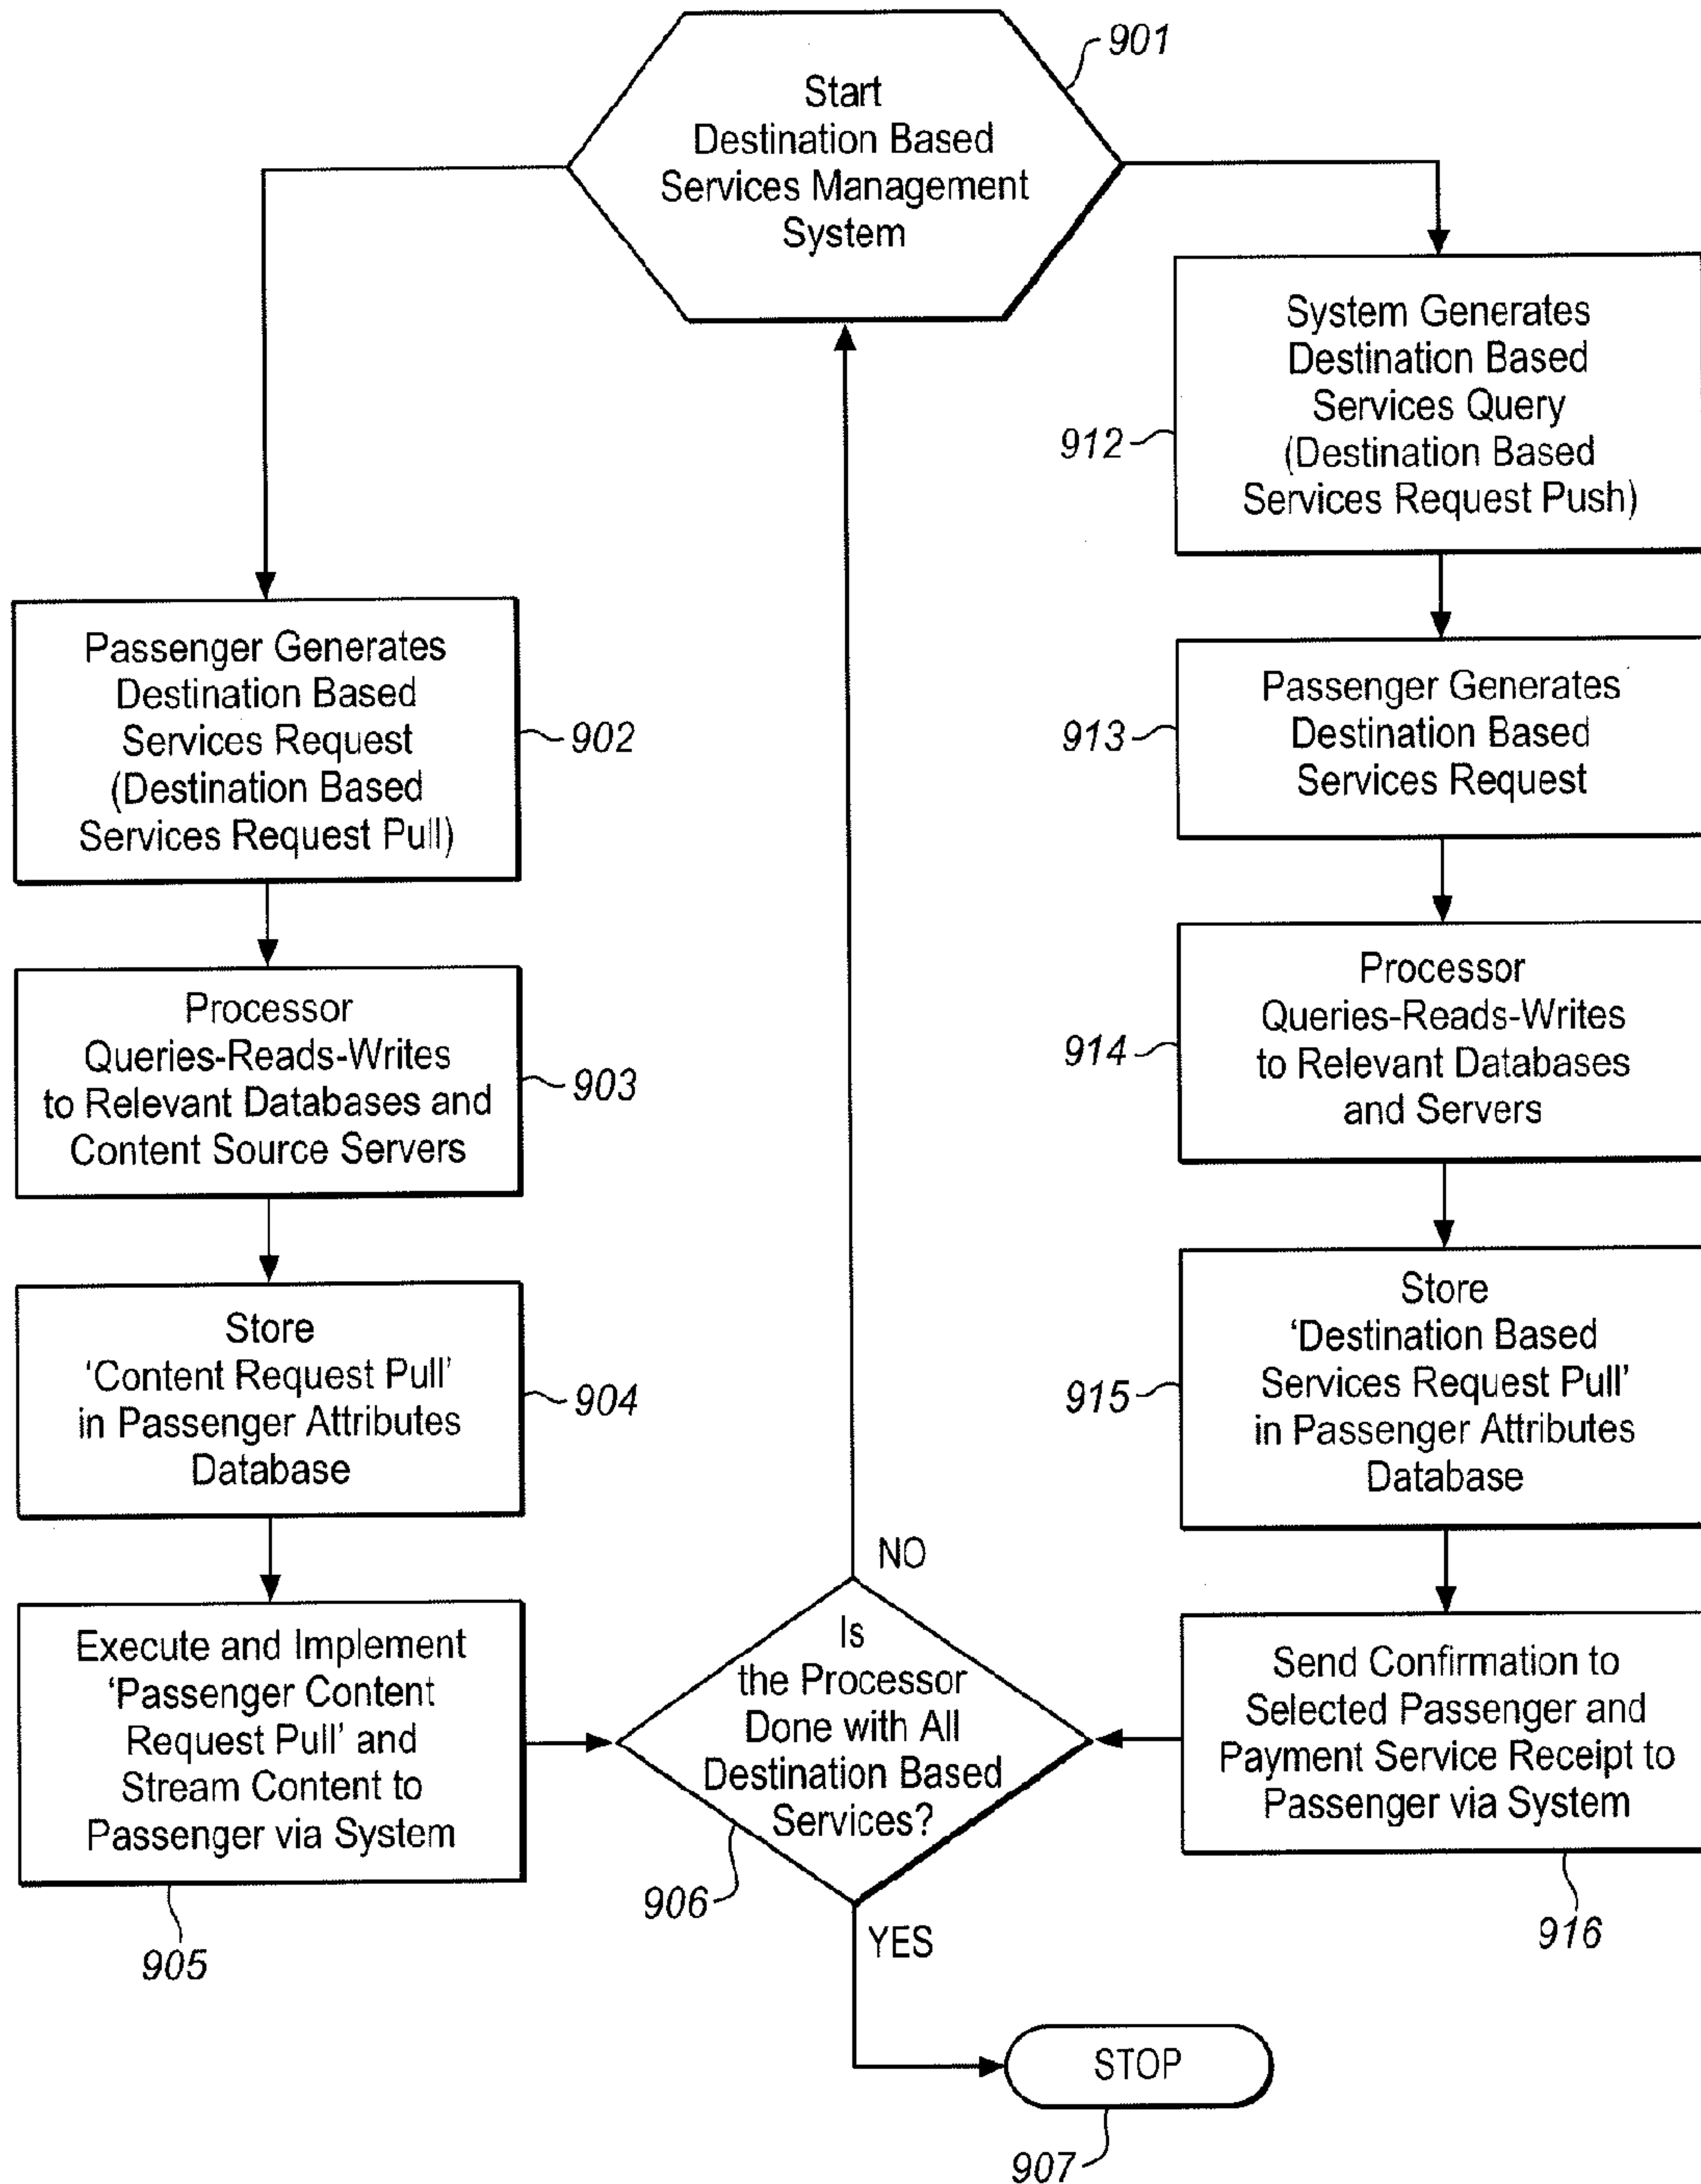 901
Start
Destination Based
Services Management
System
System Generates
Destination Based
Services Query
(Destination Based
Services Request Push)
912
Passenger Generates
Destination Based
Services Request
(Destination Based
Services Request Pull)
902
Passenger Generates
Destination Based
Services Request
913
Processor
Queries-Reads-Writes
to Relevant Databases and
Content Source Servers
903
Processor
Queries-Reads-Writes
to Relevant Databases
and Servers
914
Store
‘Content Request Pull’
in Passenger Attributes
Database
904
Store
‘Destination Based
Services Request Pull’
in Passenger Attributes
Database
915
Execute and Implement
‘Passenger Content
Request Pull’ and
Stream Content to
Passenger via System
905
NO
Is
the Processor
Done with All
Destination Based
Services?
906
YES
Send Confirmation to
Selected Passenger and
Payment Service Receipt to
Passenger via System
916
STOP
907